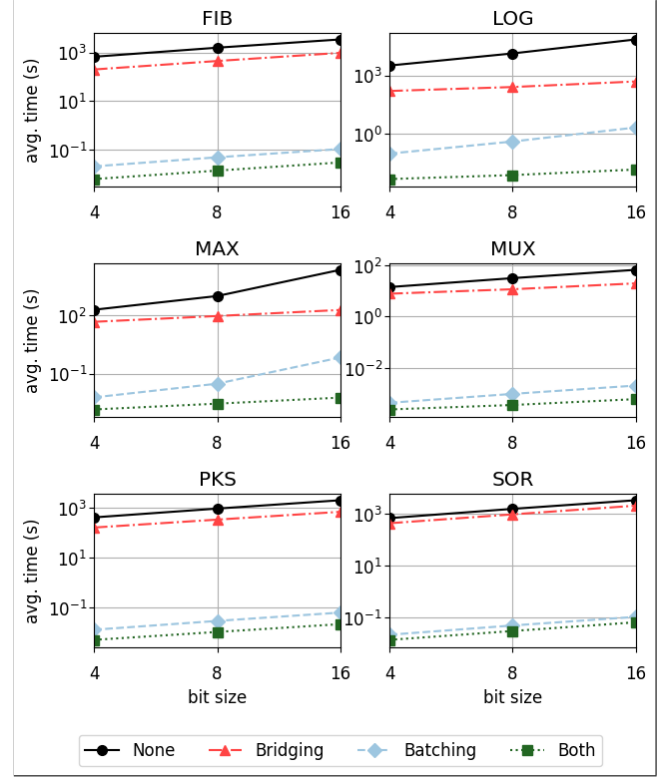 FIB
LOG
avg. time (s)
10^3
10^1
10^-1
4 8 16
10^3
10^0
4 8 16
MAX
MUX
avg. time (s)
10^2
10^-1
4 8 16
10^2
10^0
10^-2
4 8 16
PKS
SOR
avg. time (s)
10^3
10^1
10^-1
4 8 16
bit size
10^3
10^1
10^-1
4 8 16
bit size
None Bridging Batching Both